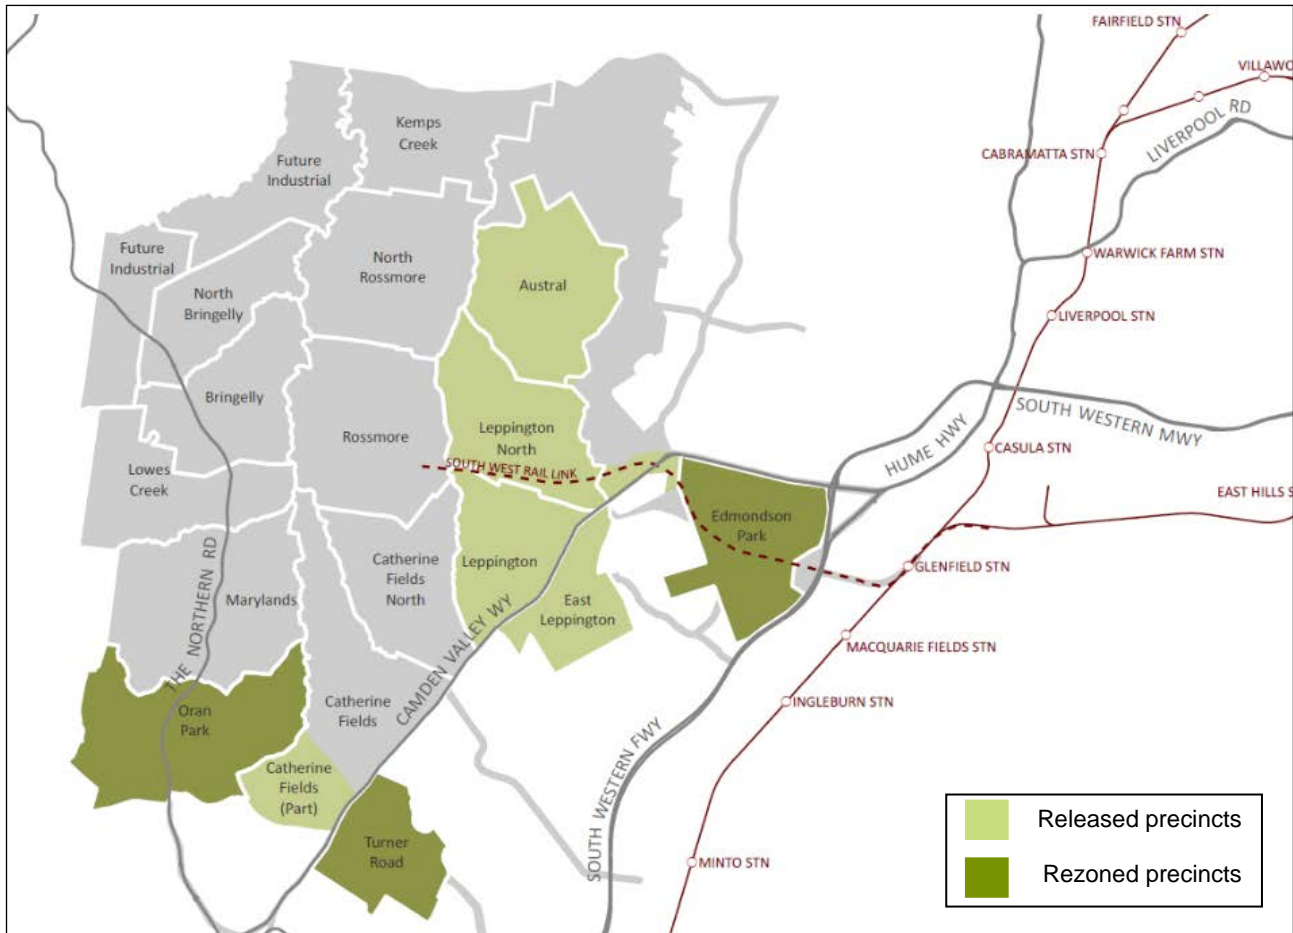 FAIRFIELD STN
VILLAWO
LIVERPOOL RD
CABRAMATTA STN
Kemps
Creek
Future
Industrial
Future
Industrial
North
Rossmore
WARWICK FARM STN
Austral
North
Bringelly
LIVERPOOL STN
Bringelly
SOUTH WESTERN MWY
Rossmore
Leppington
North
HUME HWY
CASULA STN
Lowes
Creek
SOUTH WEST RAIL LINK
EAST HILLS S
Edmondson
Park
Leppington
Catherine
Fields
North
GLENFIELD STN
THE NORTHERN RD
Marylands
East
Leppington
CAMDEN VALLEY WY
MACQUARIE FIELDS STN
Oran
Park
Catherine
Fields
INGLEBURN STN
SOUTH WESTERN FWY
Catherine
Fields
(Part)
Turner
Road
MINTO STN
Released precincts
Rezoned precincts